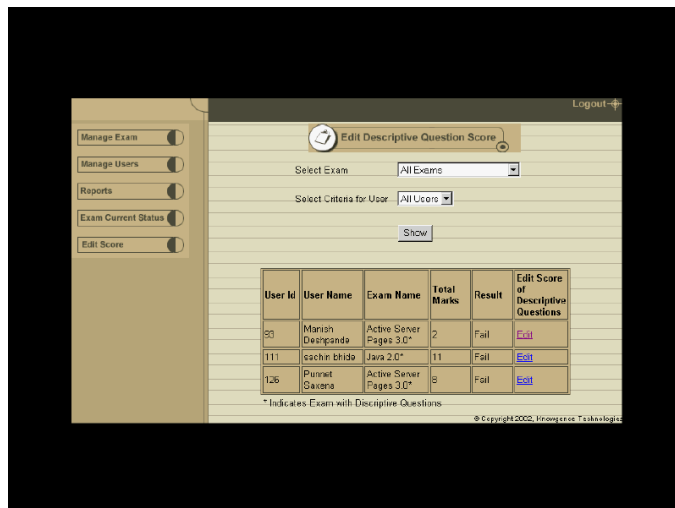 Logout
Manage Exam
Manage Users
Reports
Exam Current Status
Edit Score
Edit Descriptive Question Score
Select Exam All Exams
Select Criteria for User All Users
Show
User Id User Name Exam Name Total Marks Result Edit Score of Descriptive Questions
93 Manish Deshpande Active Server Pages 3.0* 2 Fail Edit
111 sachin bhide Java 2.0* 11 Fail Edit
126 Punnet Saxena Active Server Pages 3.0* 8 Fail Edit
* Indicates Exam with Discriptive Questions
© Copyright 2002, Knowgence Technologies